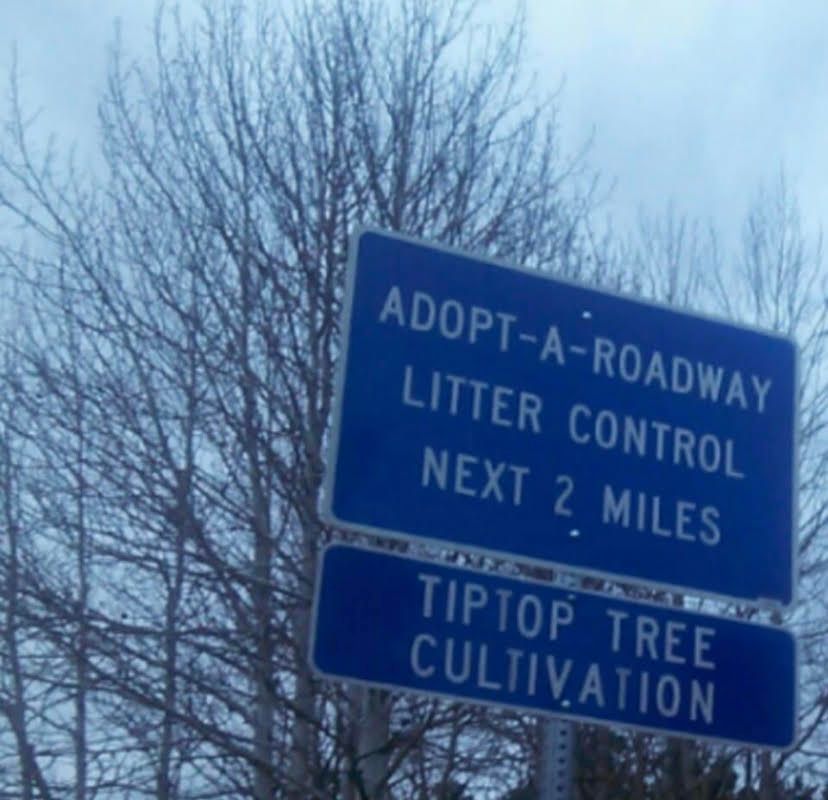 ADOPT-A-ROADWAY
LITTER CONTROL
NEXT 2 MILES
TIPTOP TREE
CULTIVATION